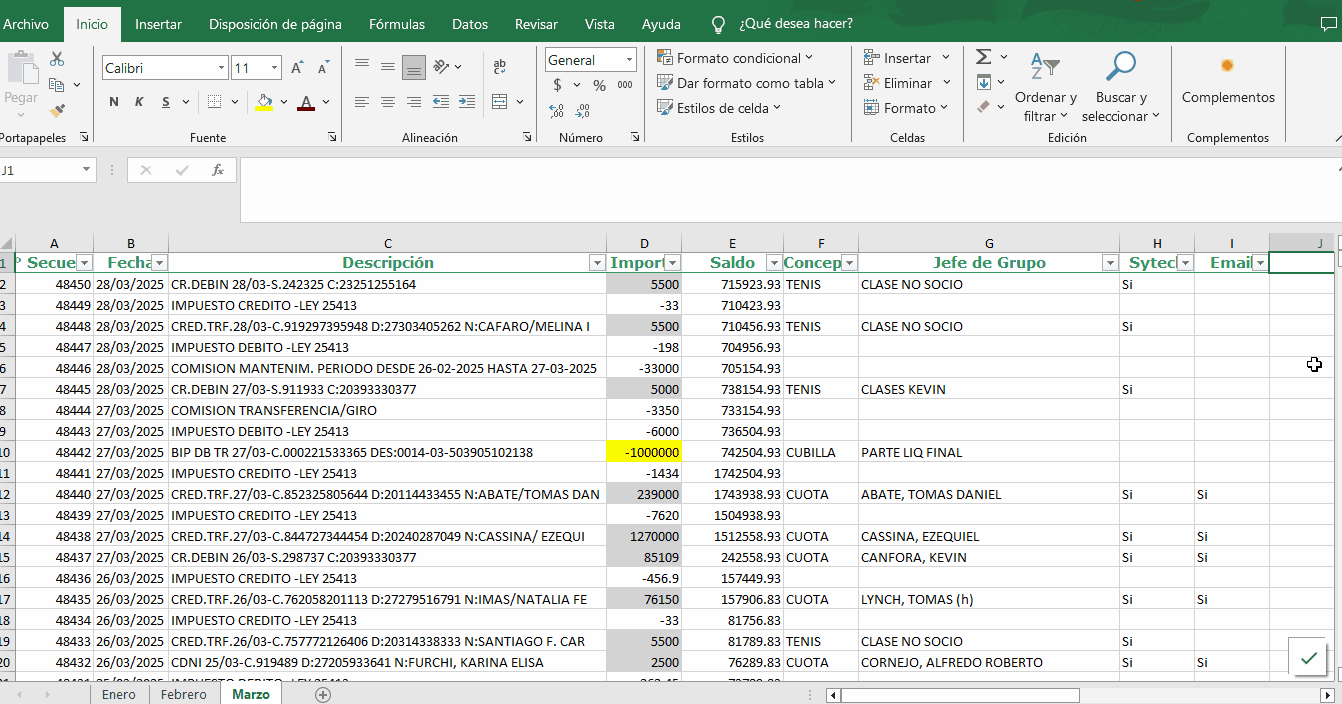 Archivo Inicio Insertar Disposición de página Fórmulas Datos Revisar Vista Ayuda ¿Qué desea hacer?
Pegar
Calibri 11 A A
N K S A
ab
General
$ % 000
Formato condicional
Dar formato como tabla
Estilos de celda
Insertar
Eliminar
Formato
Ordenar y filtrar
Buscar y seleccionar
Complementos
Portapapeles Fuente Alineación Número Estilos Celdas Edición Complementos
J1 fx
A B C D E F G H I J
1 Secue Fecha Descripción Import Saldo Concep Jefe de Grupo Sytec Email
2 48450 28/03/2025 CR.DEBIN 28/03-S.242325 C:23251255164 5500 715923.93 TENIS CLASE NO SOCIO Si
3 48449 28/03/2025 IMPUESTO CREDITO -LEY 25413 -33 710423.93
4 48448 28/03/2025 CRED.TRF.28/03-C.919297395948 D:27303405262 N:CAFARO/MELINA I 5500 710456.93 TENIS CLASE NO SOCIO Si
5 48447 28/03/2025 IMPUESTO DEBITO -LEY 25413 -198 704956.93
6 48446 28/03/2025 COMISION MANTENIM. PERIODO DESDE 26-02-2025 HASTA 27-03-2025 -33000 705154.93
7 48445 28/03/2025 CR.DEBIN 27/03-S.911933 C:20393330377 5000 738154.93 TENIS CLASES KEVIN Si
8 48444 27/03/2025 COMISION TRANSFERENCIA/GIRO -3350 733154.93
9 48443 27/03/2025 IMPUESTO DEBITO -LEY 25413 -6000 736504.93
10 48442 27/03/2025 BIP DB TR 27/03-C.000221533365 DES:0014-03-503905102138 -1000000 742504.93 CUBILLA PARTE LIQ FINAL
11 48441 27/03/2025 IMPUESTO CREDITO -LEY 25413 -1434 1742504.93
12 48440 27/03/2025 CRED.TRF.27/03-C.852325805644 D:20114433455 N:ABATE/TOMAS DAN 239000 1743938.93 CUOTA ABATE, TOMAS DANIEL Si Si
13 48439 27/03/2025 IMPUESTO CREDITO -LEY 25413 -7620 1504938.93
14 48438 27/03/2025 CRED.TRF.27/03-C.844727344454 D:20240287049 N:CASSINA/ EZEQUI 1270000 1512558.93 CUOTA CASSINA, EZEQUIEL Si Si
15 48437 27/03/2025 CR.DEBIN 26/03-S.298737 C:20393330377 85109 242558.93 CUOTA CANFORA, KEVIN Si Si
16 48436 26/03/2025 IMPUESTO CREDITO -LEY 25413 -456.9 157449.93
17 48435 26/03/2025 CRED.TRF.26/03-C.762058201113 D:27279516791 N:IMAS/NATALIA FE 76150 157906.83 CUOTA LYNCH, TOMAS (h) Si Si
18 48434 26/03/2025 IMPUESTO CREDITO -LEY 25413 -33 81756.83
19 48433 26/03/2025 CRED.TRF.26/03-C.757772126406 D:20314338333 N:SANTIAGO F. CAR 5500 81789.83 TENIS CLASE NO SOCIO Si
20 48432 26/03/2025 CDNI 25/03-C.919489 D:27205933641 N:FURCHI, KARINA ELISA 2500 76289.83 CUOTA CORNEJO, ALFREDO ROBERTO Si Si
Enero Febrero Marzo